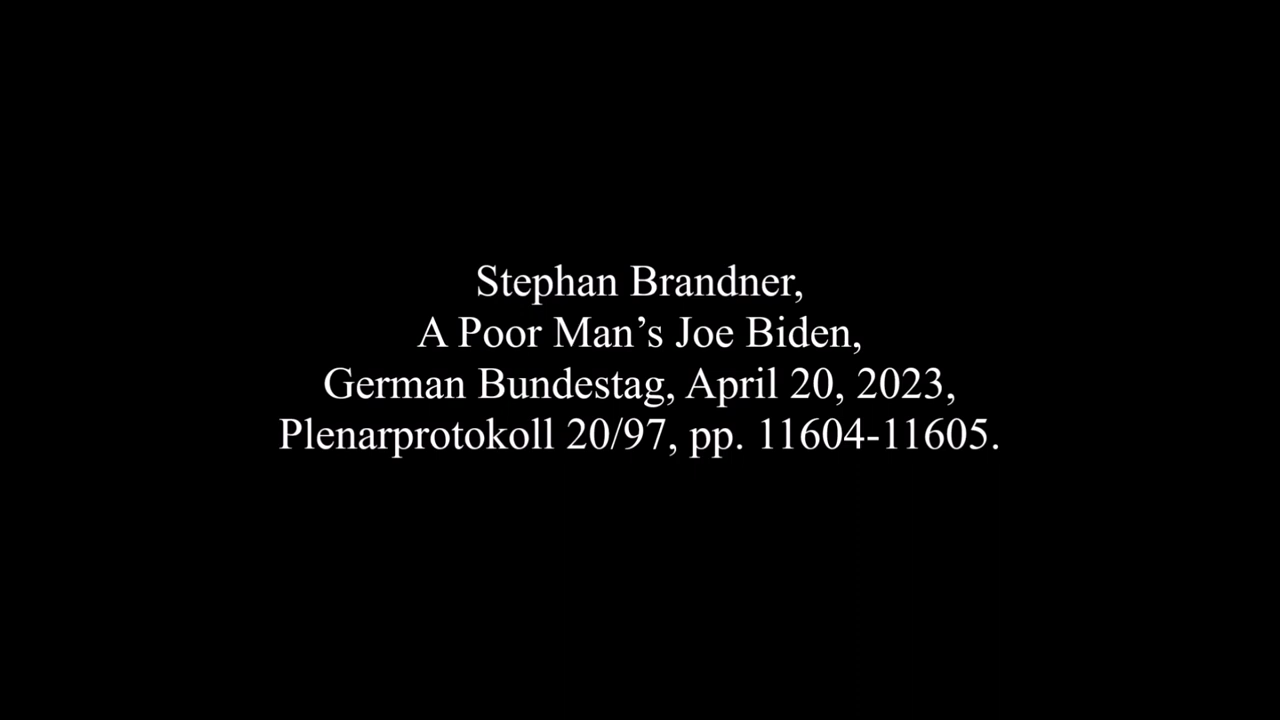 Stephan Brandner,
A Poor Man’s Joe Biden,
German Bundestag, April 20, 2023,
Plenarprotokoll 20/97, pp. 11604-11605.